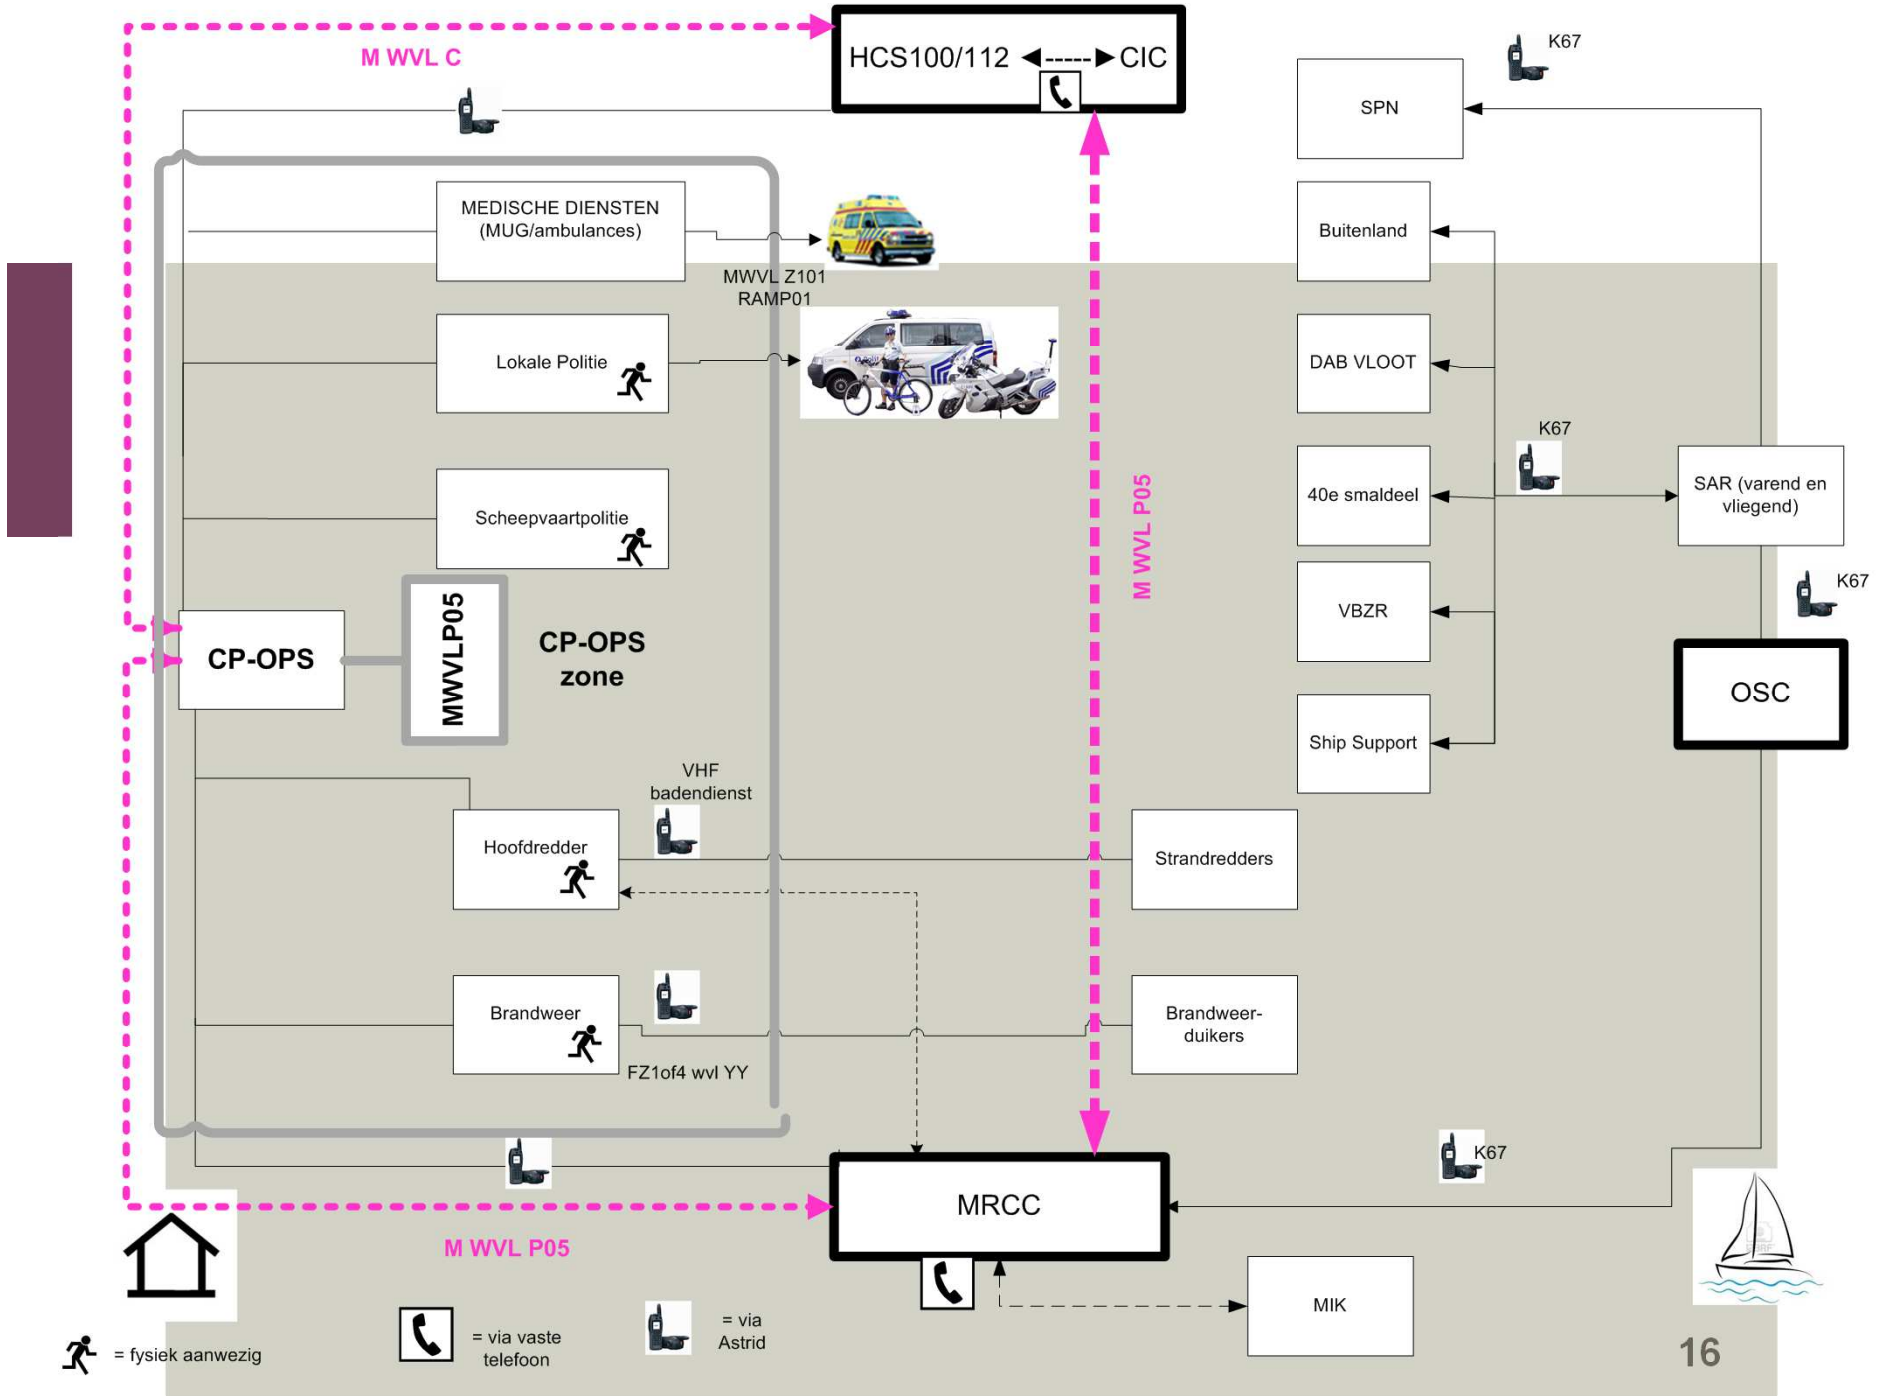 M WVL C
HCS100/112
CIC
K67
SPN
MEDISCHE DIENSTEN
(MUG/ambulances)
Buitenland
MWVL Z101
RAMP01
Lokale Politie
DAB VLOOT
K67
M WVL P05
Scheepvaartpolitie
40e smaldeel
SAR (varend en
vliegend)
K67
CP-OPS
MWVLP05
CP-OPS
zone
VBZR
OSC
Ship Support
VHF
badendienst
Hoofdredder
Strandredders
Brandweer
Brandweer-
duikers
FZ1of4 wvl YY
K67
MRCC
M WVL P05
MIK
= fysiek aanwezig
= via vaste
telefoon
= via
Astrid
16